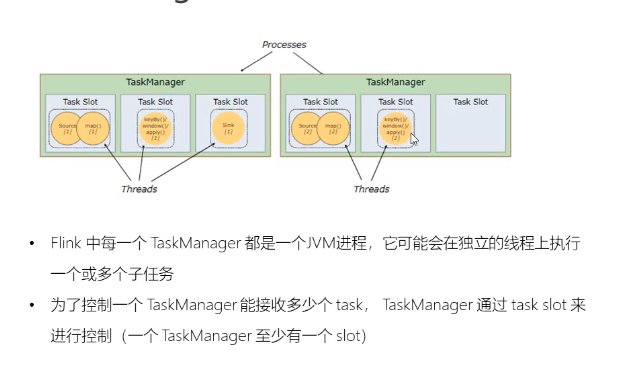 Processes
TaskManager
TaskManager
Task Slot
Task Slot
Task Slot
Task Slot
Task Slot
Task Slot
Source
[1]
map()
[1]
keyBy()/
window()/
apply()
[1]
Sink
[1]
Source
[2]
map()
[2]
keyBy()/
window()/
apply()
[2]
Threads
Threads
• Flink 中每一个 TaskManager 都是一个JVM进程，它可能会在独立的线程上执行
一个或多个子任务
• 为了控制一个 TaskManager 能接收多少个 task， TaskManager 通过 task slot 来
进行控制（一个 TaskManager 至少有一个 slot）